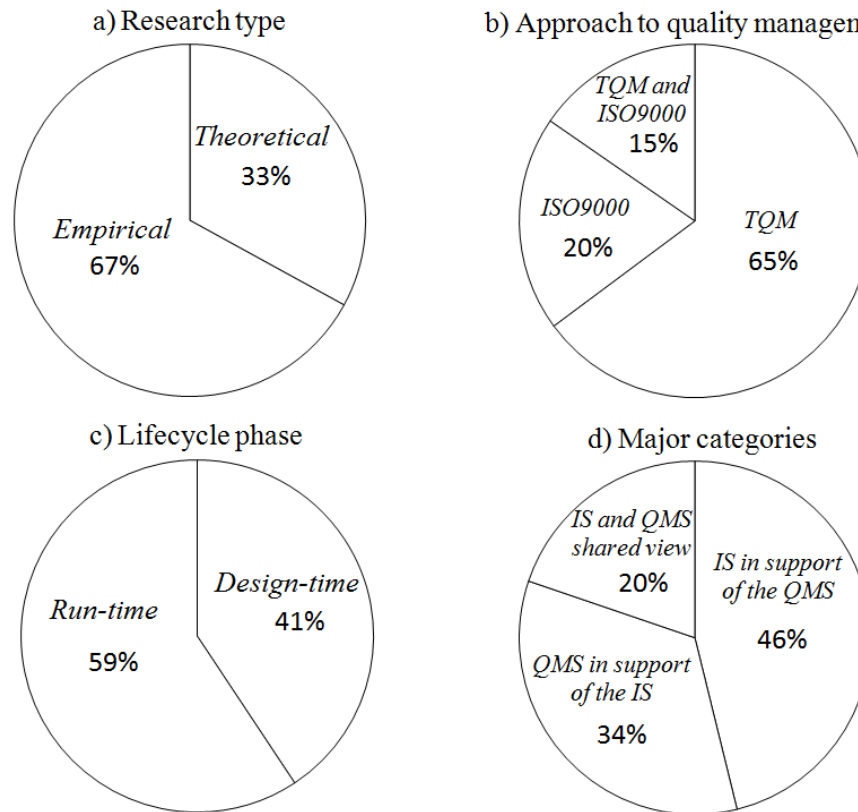 a) Research type
Theoretical
33%
Empirical
67%
b) Approach to quality managem
TQM and
ISO9000
15%
ISO9000
20%
TQM
65%
c) Lifecycle phase
Design-time
41%
Run-time
59%
d) Major categories
IS and QMS
shared view
20%
IS in support
of the QMS
46%
QMS in support
of the IS
34%